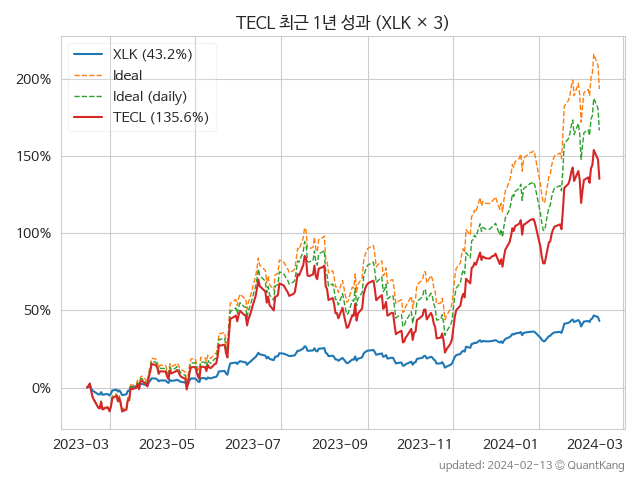 TECL 최근 1년 성과 (XLK × 3)
XLK (43.2%)
Ideal
Ideal (daily)
TECL (135.6%)
200%
150%
100%
50%
0%
2023-03 2023-05 2023-07 2023-09 2023-11 2024-01 2024-03
updated: 2024-02-13 © QuantKang